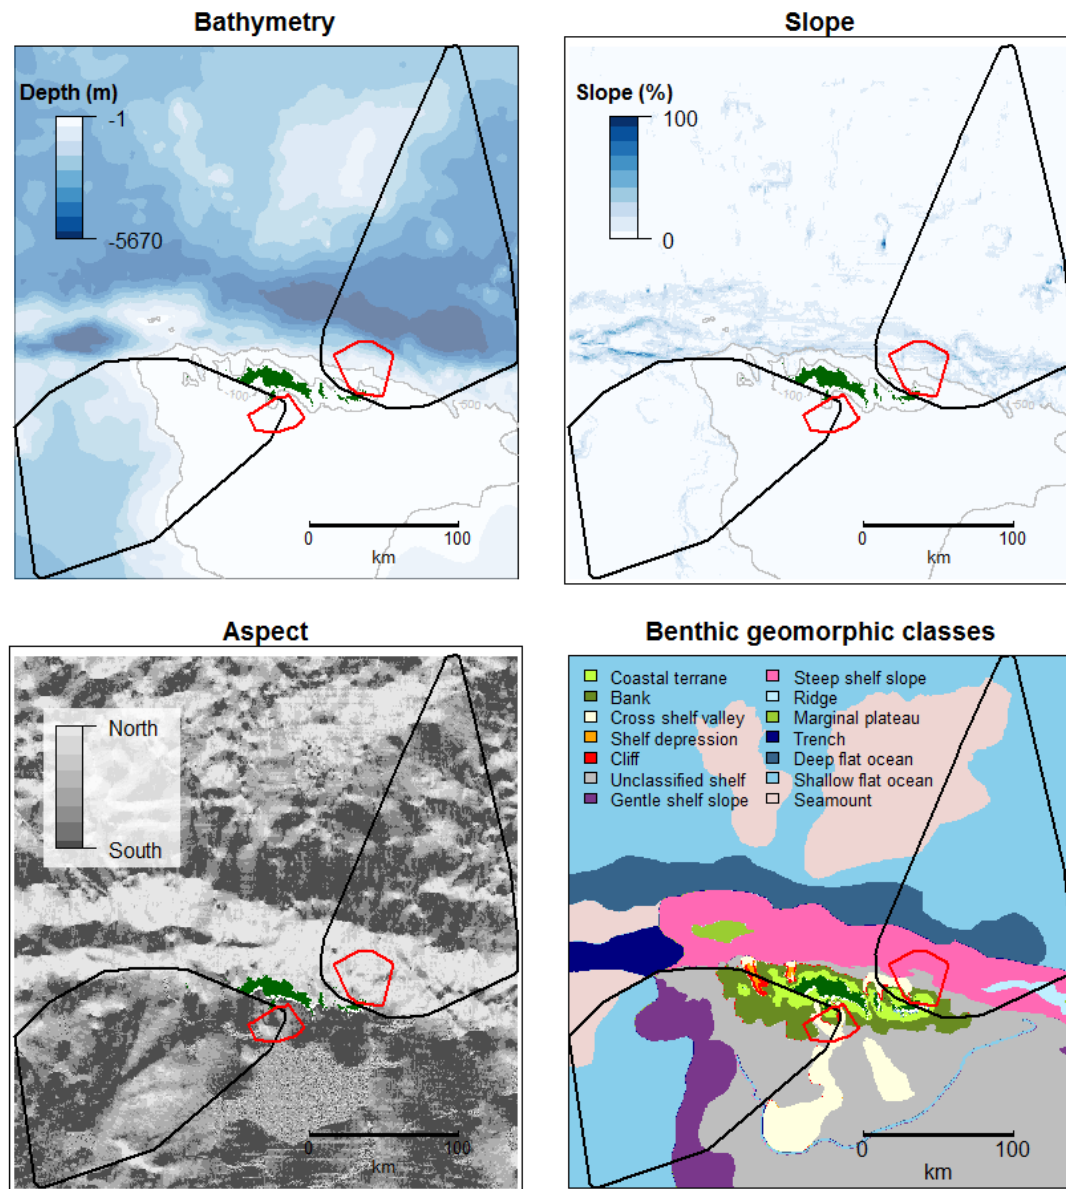 Bathymetry
Depth (m)
-1
-5670
-100
-500
0 100
km
Slope
Slope (%)
100
0
-100
-500
0 100
km
Aspect
North
South
0 100
km
Benthic geomorphic classes
Coastal terrane
Bank
Cross shelf valley
Shelf depression
Cliff
Unclassified shelf
Gentle shelf slope
Steep shelf slope
Ridge
Marginal plateau
Trench
Deep flat ocean
Shallow flat ocean
Seamount
0 100
km